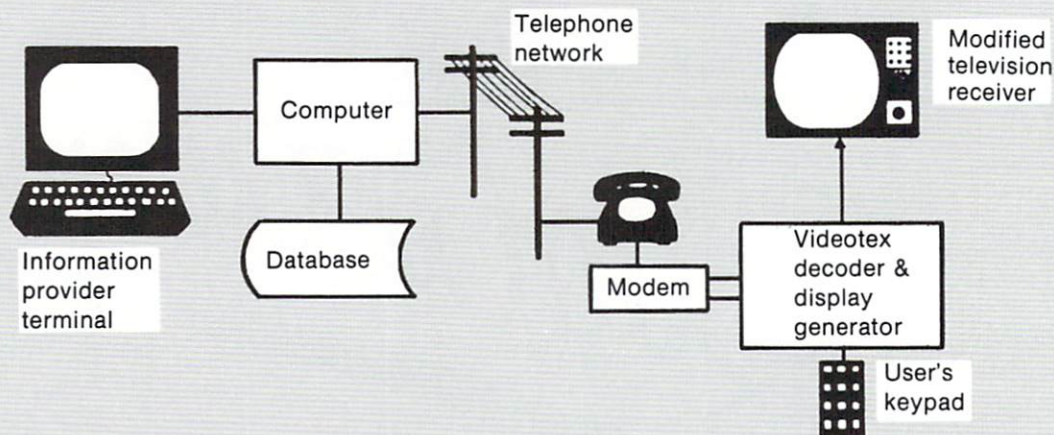 Telephone
network
Modified
television
receiver
Computer
Information
provider
terminal
Database
Modem
Videotex
decoder &
display
generator
User's
keypad